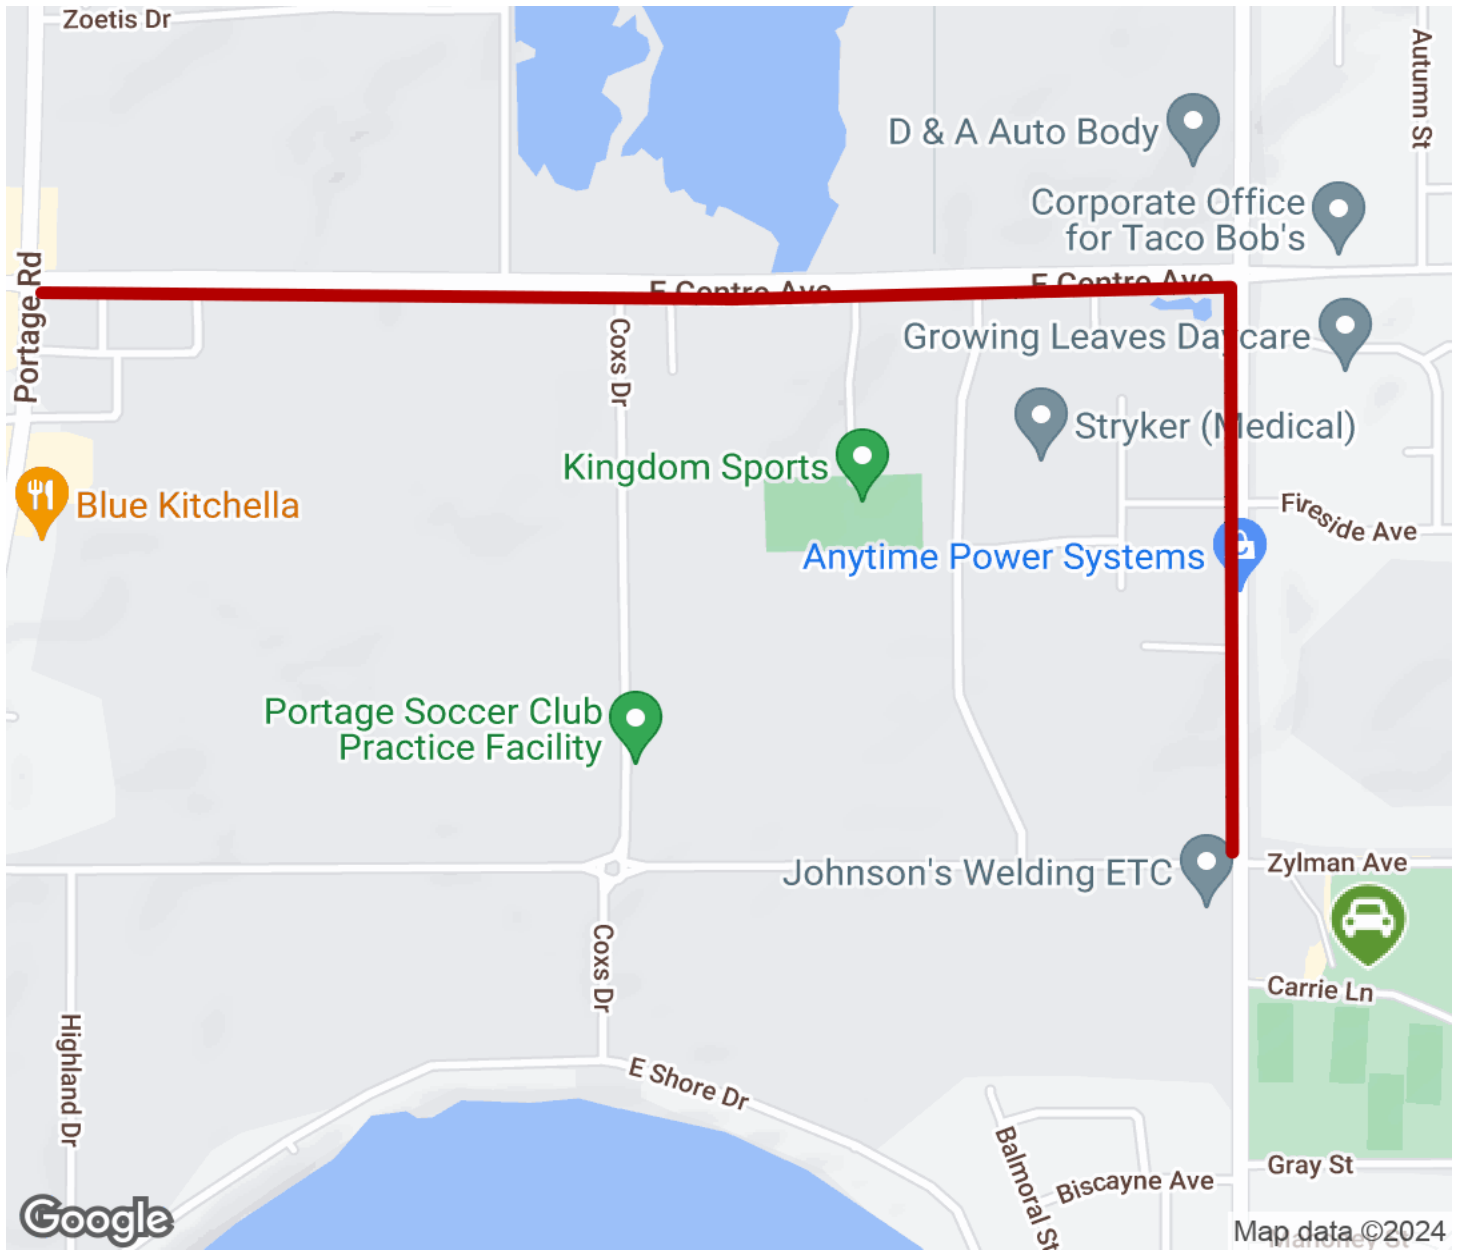 Zoetis Dr
Autumn St
D & A Auto Body
Corporate Office
for Taco Bob's
Portage Rd
E Centre Ave
E Centre Ave
Coxs Dr
Growing Leaves Daycare
Stryker (Medical)
Kingdom Sports
Blue Kitchella
Fireside Ave
Anytime Power Systems
Portage Soccer Club
Practice Facility
Johnson's Welding ETC
Zylman Ave
Coxs Dr
Carrie Ln
Highland Dr
E Shore Dr
Balmoral St
Biscayne Ave
Gray St
Google
Map data ©2024